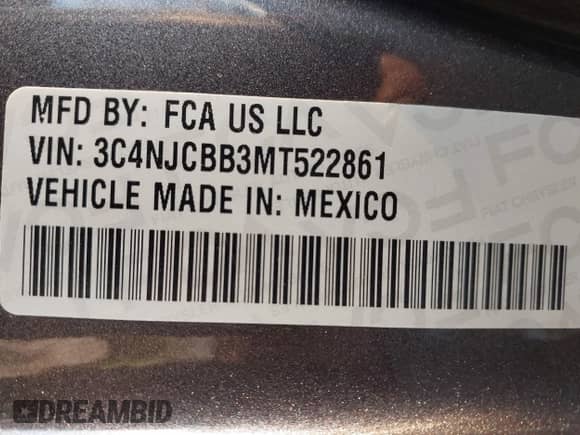 MFD BY: FCA US LLC
VIN: 3C4NJCBB3MT522861
VEHICLE MADE IN: MEXICO
DREAMBID